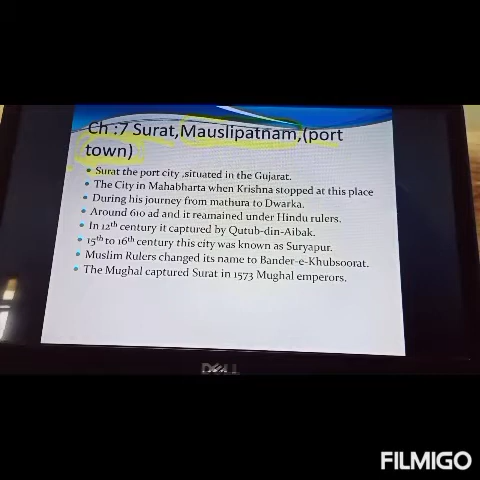 Ch :7 Surat,Mauslipatnam,(port
town)
• Surat the port city ,situated in the Gujarat.
• The City in Mahabharta when Krishna stopped at this place
• During his journey from mathura to Dwarka.
• Around 610 ad and it reamained under Hindu rulers.
• In 12th century it captured by Qutub-din-Aibak.
• 15th to 16th century this city was known as Suryapur.
• Muslim Rulers changed its name to Bander-e-Khubsoorat.
• The Mughal captured Surat in 1573 Mughal emperors.
DELL
FILMIGO